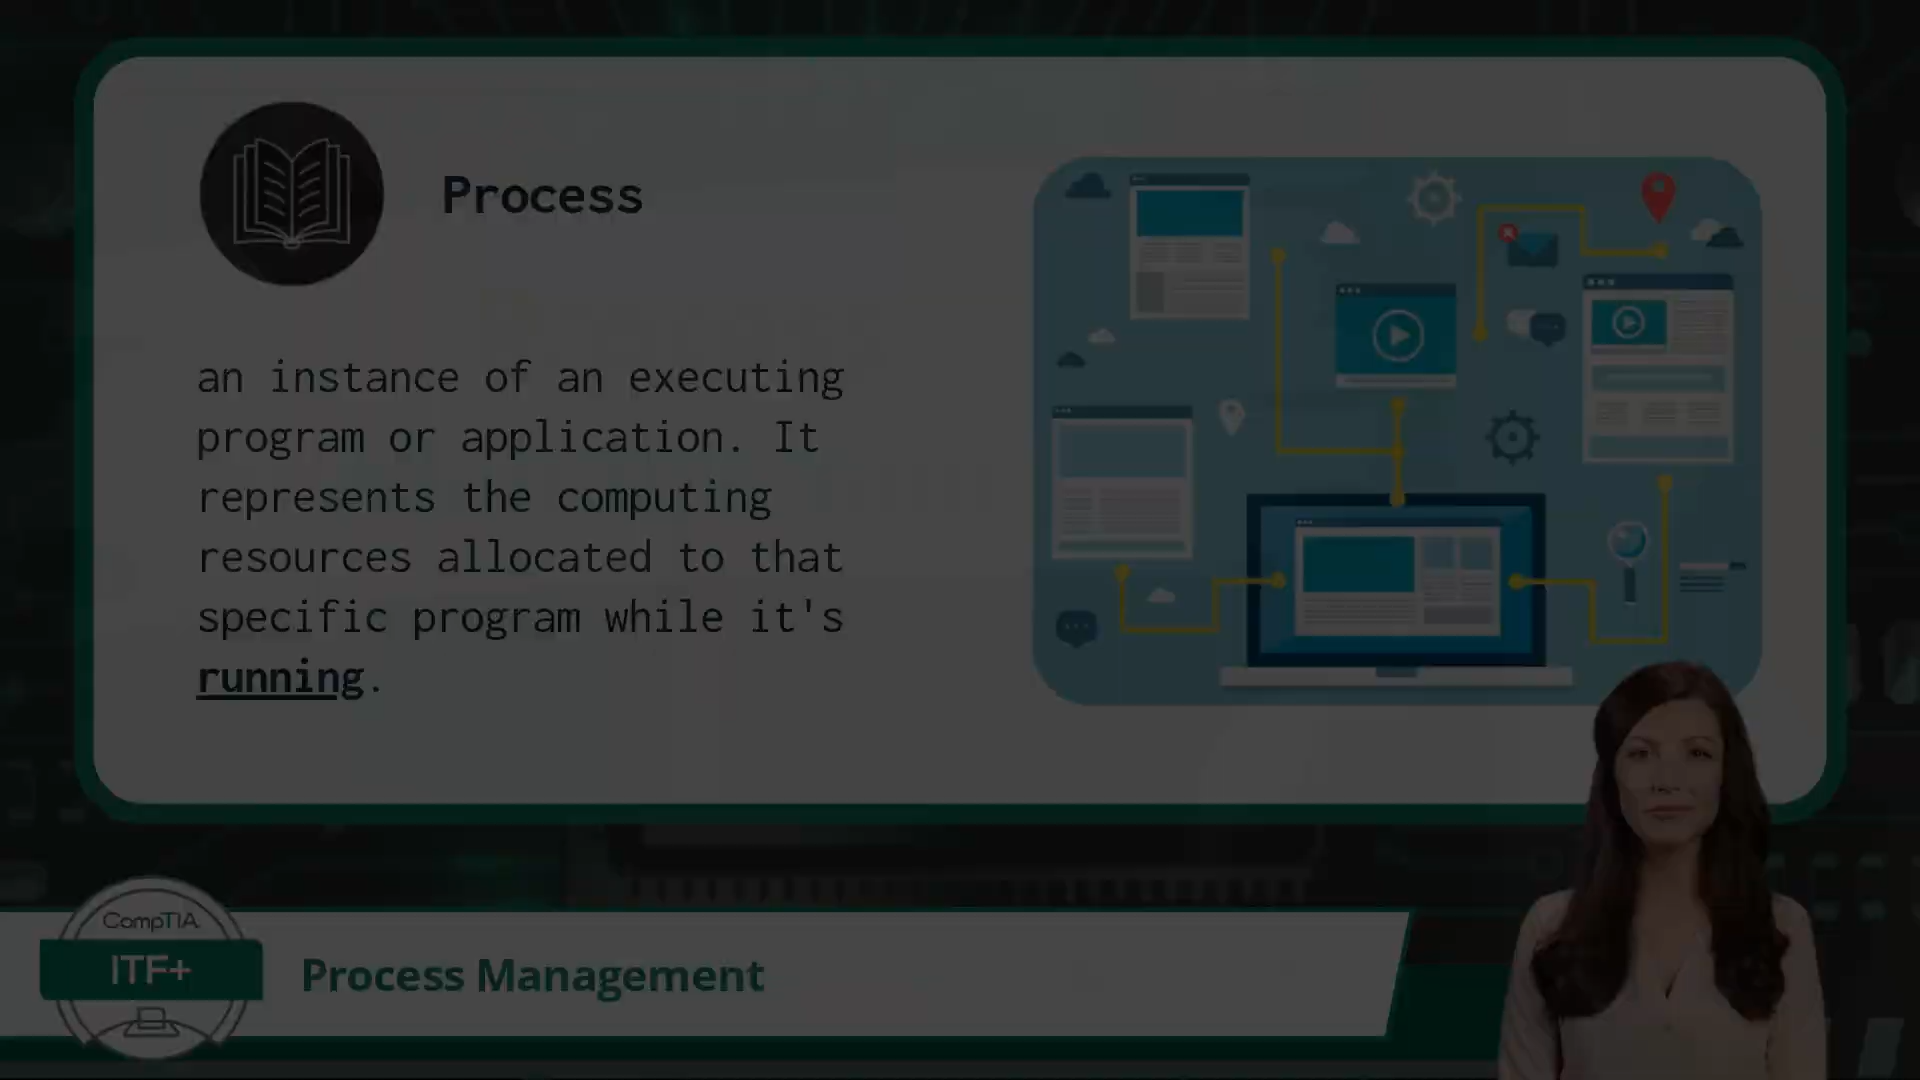 Process
an instance of an executing
program or application. It
represents the computing
resources allocated to that
specific program while it's
running.
CompTIA
ITF+
Process Management